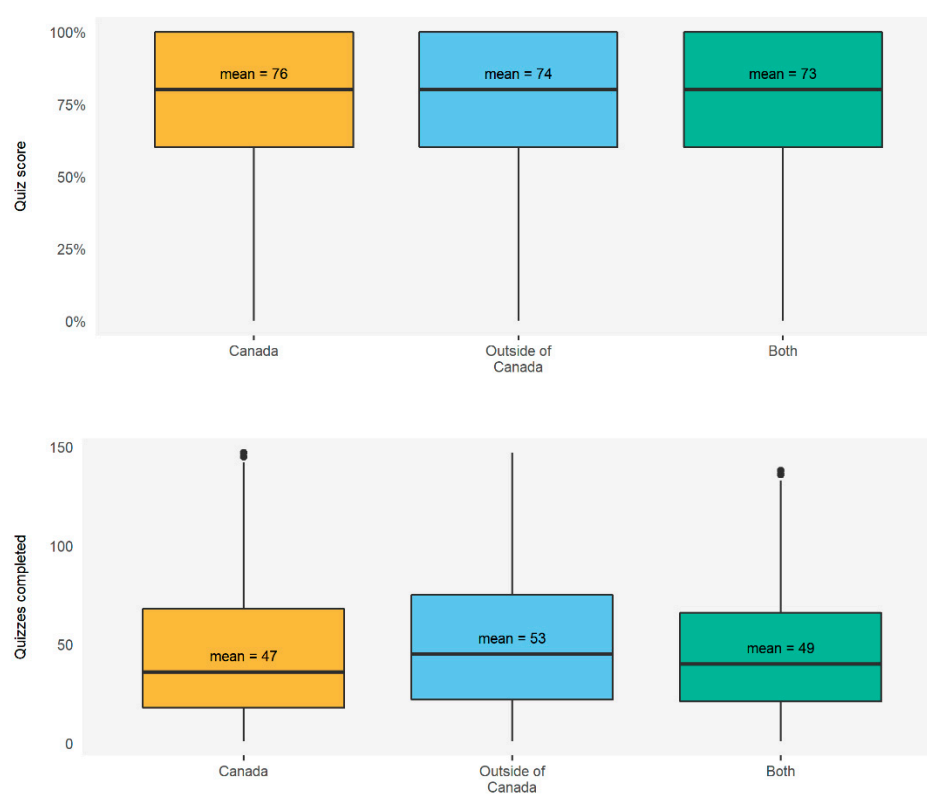 100%
75%
50%
25%
0%
Quiz score
mean = 76
mean = 74
mean = 73
Canada
Outside of
Canada
Both
150
100
50
0
Quizzes completed
mean = 47
mean = 53
mean = 49
Canada
Outside of
Canada
Both